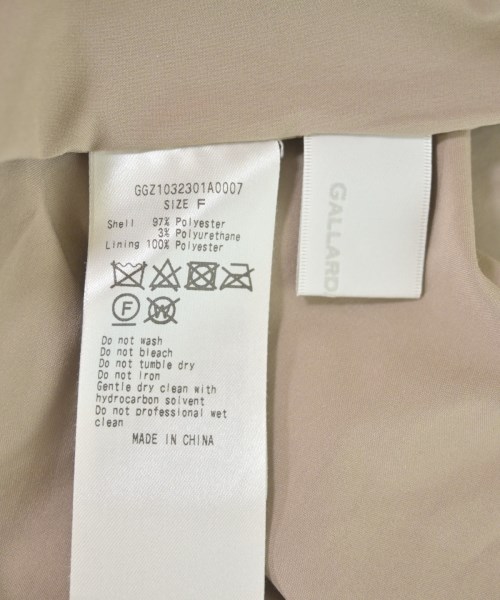 GGZ1032301A0007
SIZE F
Shell 97% Polyester
3% Polyurethane
Lining 100% Polyester
F
W
Do not wash
Do not bleach
Do not tumble dry
Do not iron
Gentle dry clean with
hydrocarbon solvent
Do not professional wet
clean
MADE IN CHINA
GALLARD